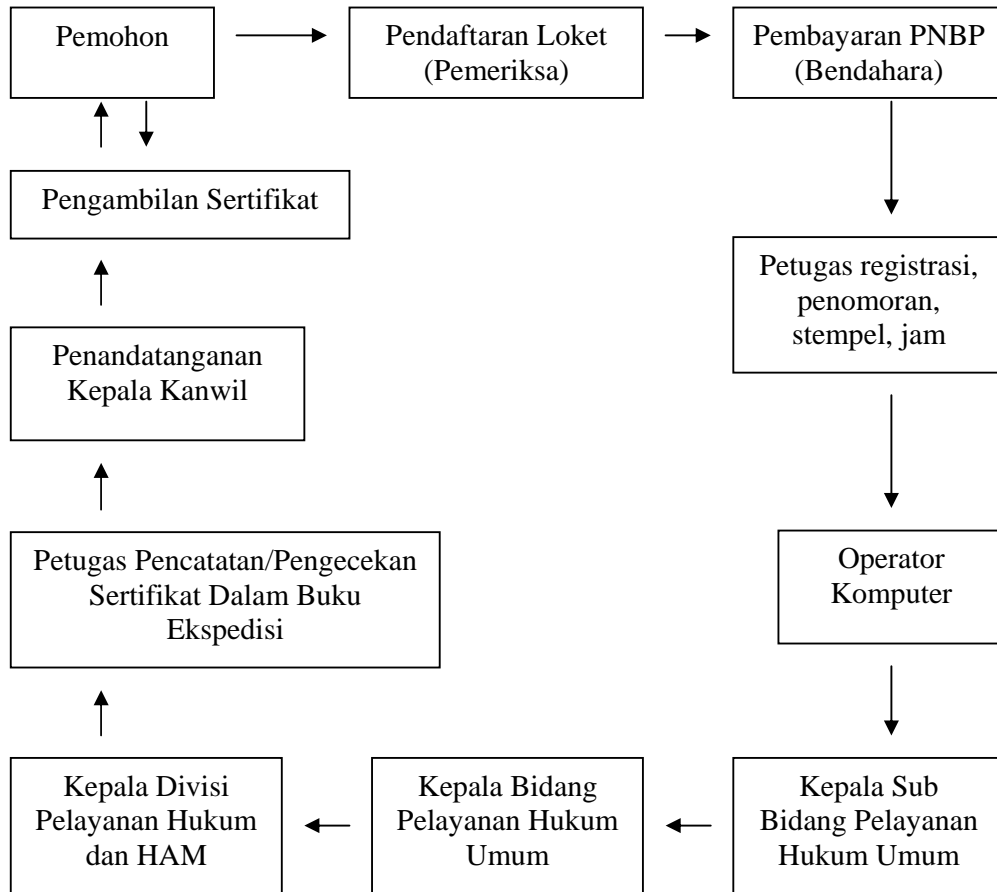 Pemohon
Pendaftaran Loket
(Pemeriksa)
Pembayaran PNBP
(Bendahara)
Pengambilan Sertifikat
Petugas registrasi,
penomoran,
stempel, jam
Penandatanganan
Kepala Kanwil
Petugas Pencatatan/Pengecekan
Sertifikat Dalam Buku
Ekspedisi
Operator
Komputer
Kepala Divisi
Pelayanan Hukum
dan HAM
Kepala Bidang
Pelayanan Hukum
Umum
Kepala Sub
Bidang Pelayanan
Hukum Umum